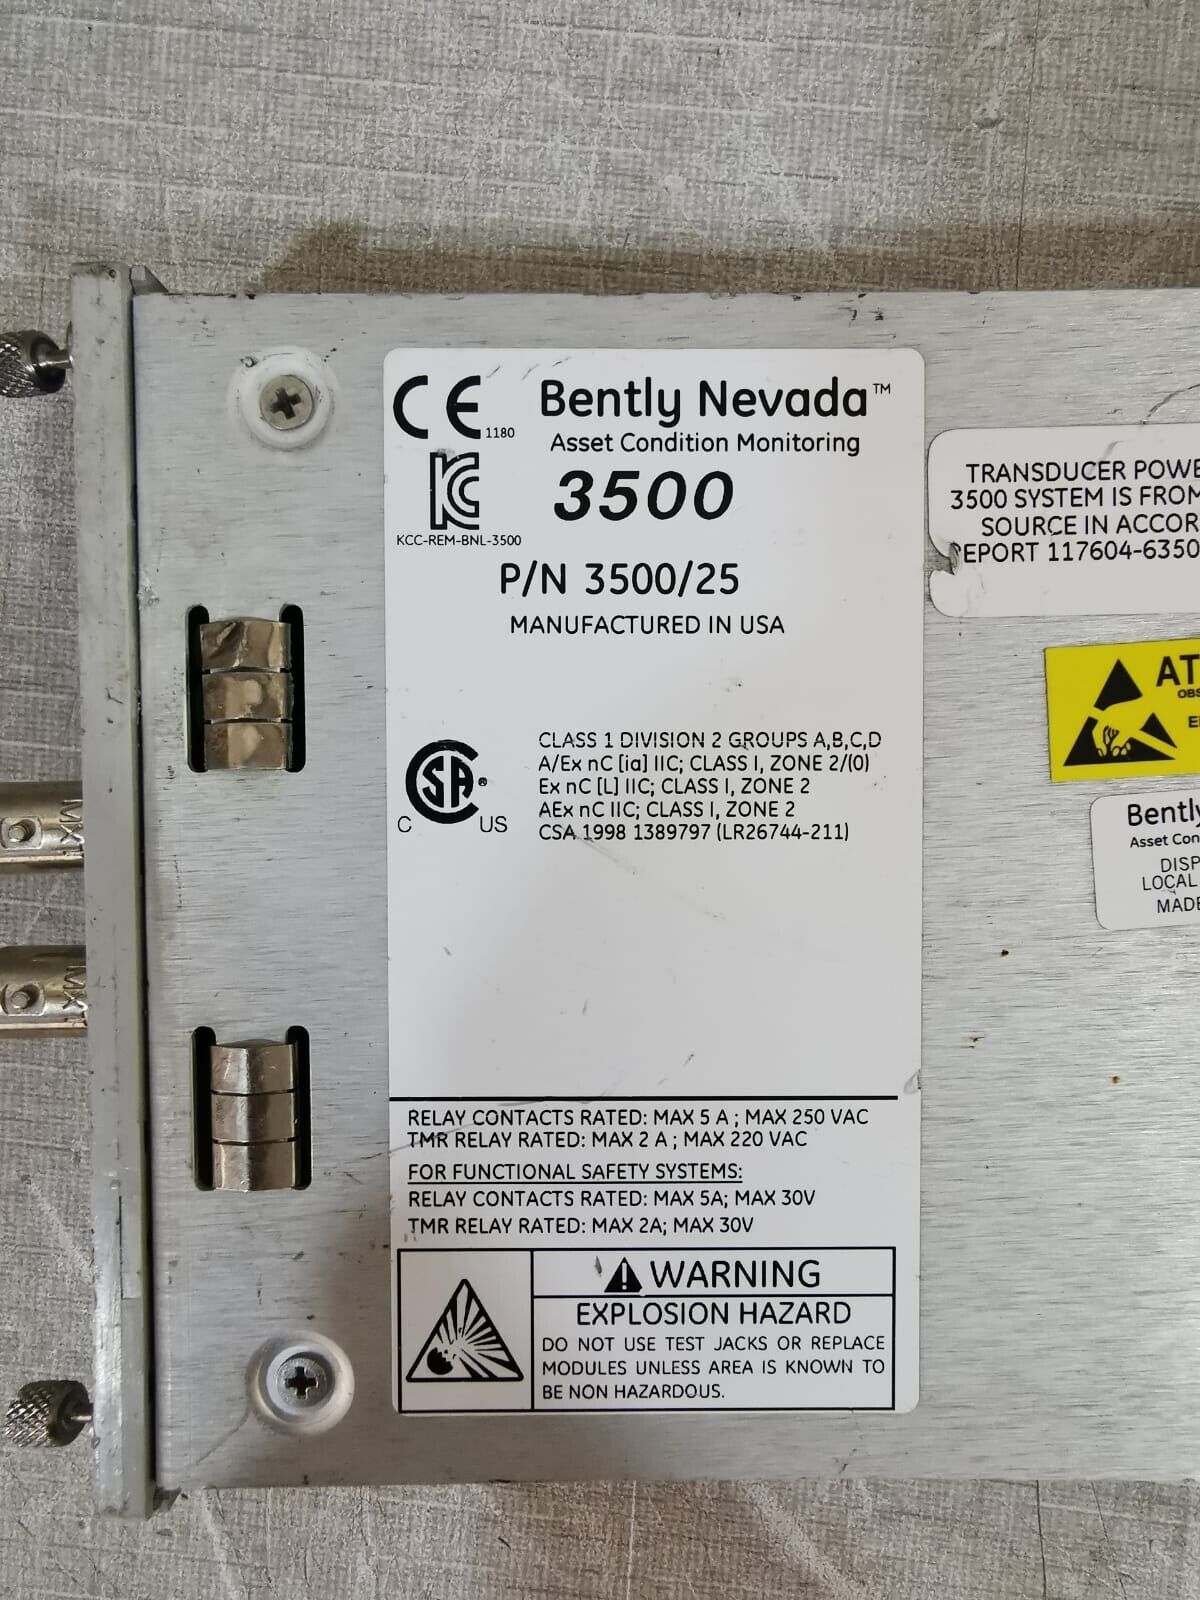 CE 1180
Bently Nevada™
Asset Condition Monitoring
3500
KCC-REM-BNL-3500
P/N 3500/25
MANUFACTURED IN USA
C SA® US
CLASS 1 DIVISION 2 GROUPS A,B,C,D
A/Ex nC [ia] IIC; CLASS I, ZONE 2/(0)
Ex nC [L] IIC; CLASS I, ZONE 2
AEx nC IIC; CLASS I, ZONE 2
CSA 1998 1389797 (LR26744-211)
RELAY CONTACTS RATED: MAX 5 A ; MAX 250 VAC
TMR RELAY RATED: MAX 2 A ; MAX 220 VAC
FOR FUNCTIONAL SAFETY SYSTEMS:
RELAY CONTACTS RATED: MAX 5A; MAX 30V
TMR RELAY RATED: MAX 2A; MAX 30V
WARNING
EXPLOSION HAZARD
DO NOT USE TEST JACKS OR REPLACE
MODULES UNLESS AREA IS KNOWN TO
BE NON HAZARDOUS.
TRANSDUCER POWE
3500 SYSTEM IS FROM
SOURCE IN ACCOR
EPORT 117604-6350
AT
OBS
E
Bently
Asset Con
DISP
LOCAL
MADE
MX
MX